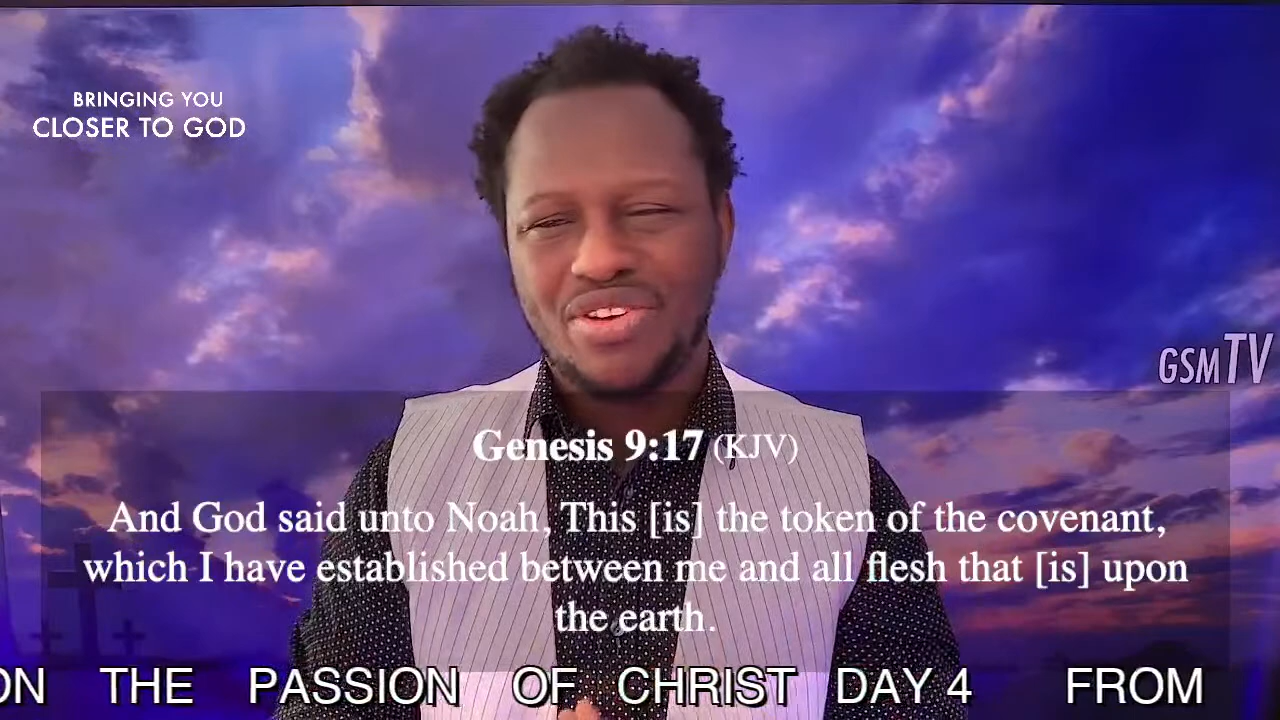 BRINGING YOU
CLOSER TO GOD
GSMTV
Genesis 9:17 (KJV)
And God said unto Noah, This [is] the token of the covenant,
which I have established between me and all flesh that [is] upon
the earth.
ON THE PASSION OF CHRIST DAY 4 FROM